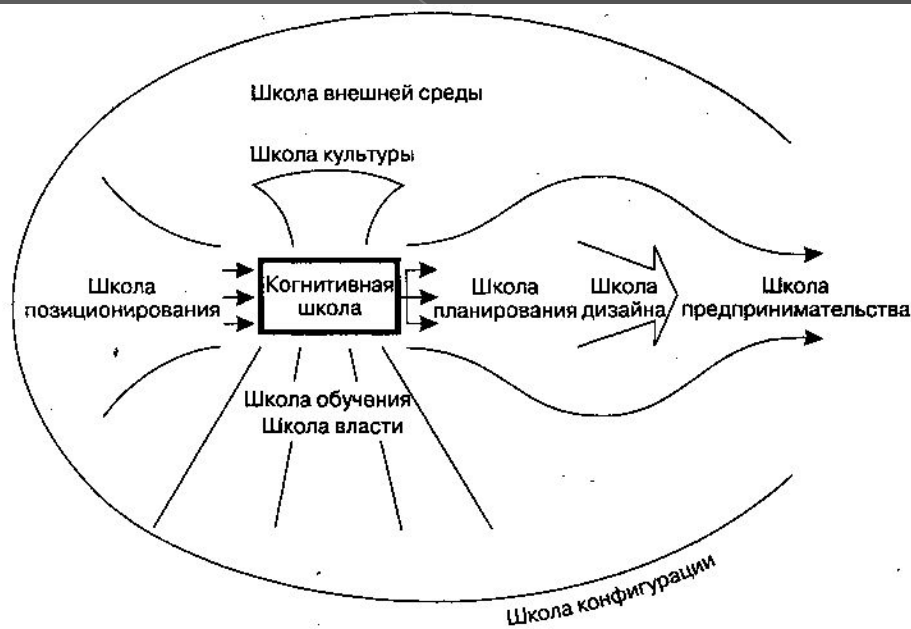 Школа внешней среды
Школа культуры
Школа
позиционирования
Когнитивная
школа
Школа
планирования
Школа
дизайна
Школа
предпринимательства
Школа обучения
Школа власти
Школа конфигурации